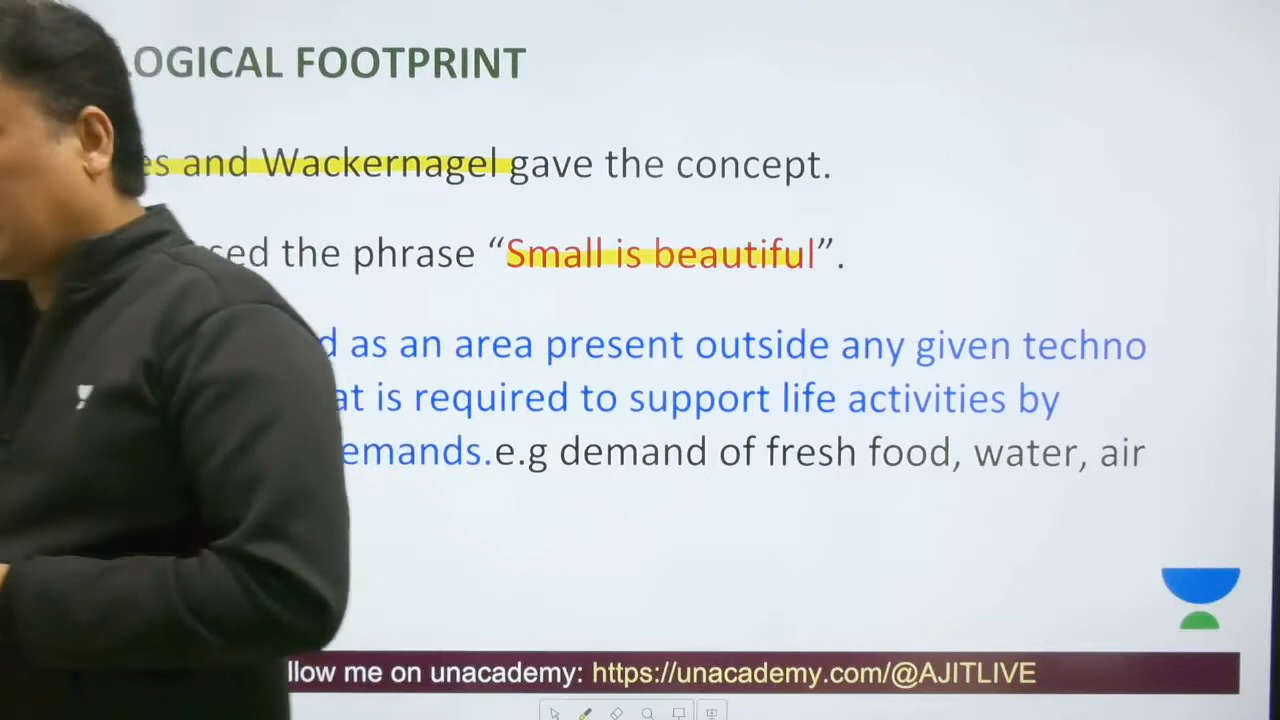 LOGICAL FOOTPRINT
es and Wackernagel gave the concept.
sed the phrase “Small is beautiful”.
d as an area present outside any given techno
at is required to support life activities by
emands.e.g demand of fresh food, water, air
llow me on unacademy: https://unacademy.com/@AJITLIVE